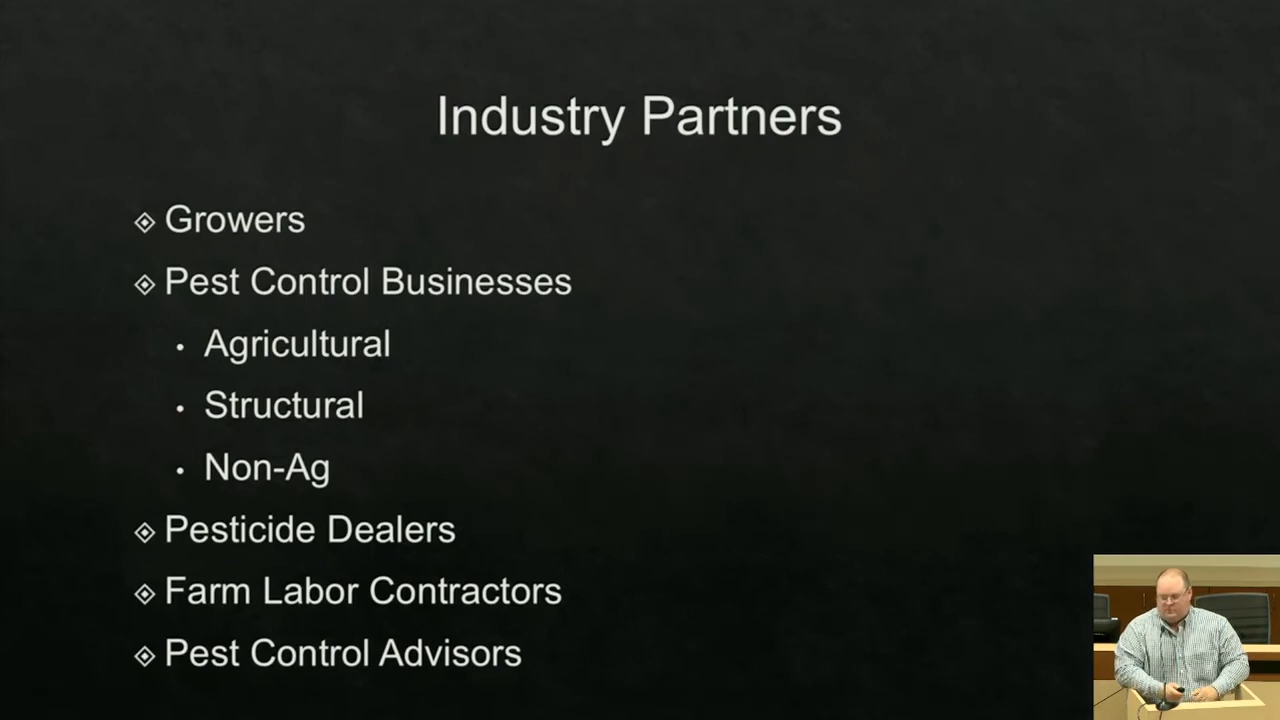 Industry Partners
Growers
Pest Control Businesses
Agricultural
Structural
Non-Ag
Pesticide Dealers
Farm Labor Contractors
Pest Control Advisors